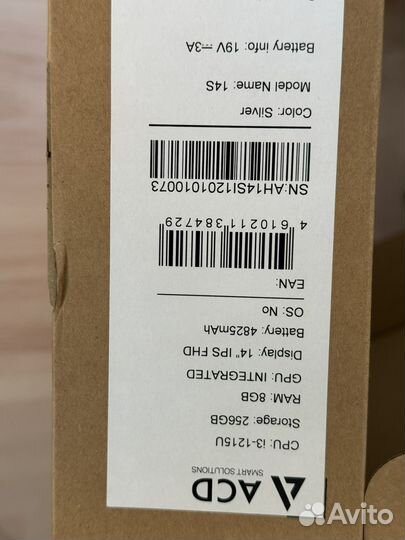 ACD
SMART SOLUTIONS
CPU: i3-1215U
Storage: 256GB
RAM: 8GB
GPU: INTEGRATED
Display: 14" IPS FHD
Battery: 4825mAh
OS: No
EAN:
4 610211 384729
SN:AH14SI1201010073
Color: Silver
Model Name: 14S
Battery info: 19V⎓3A
Avito